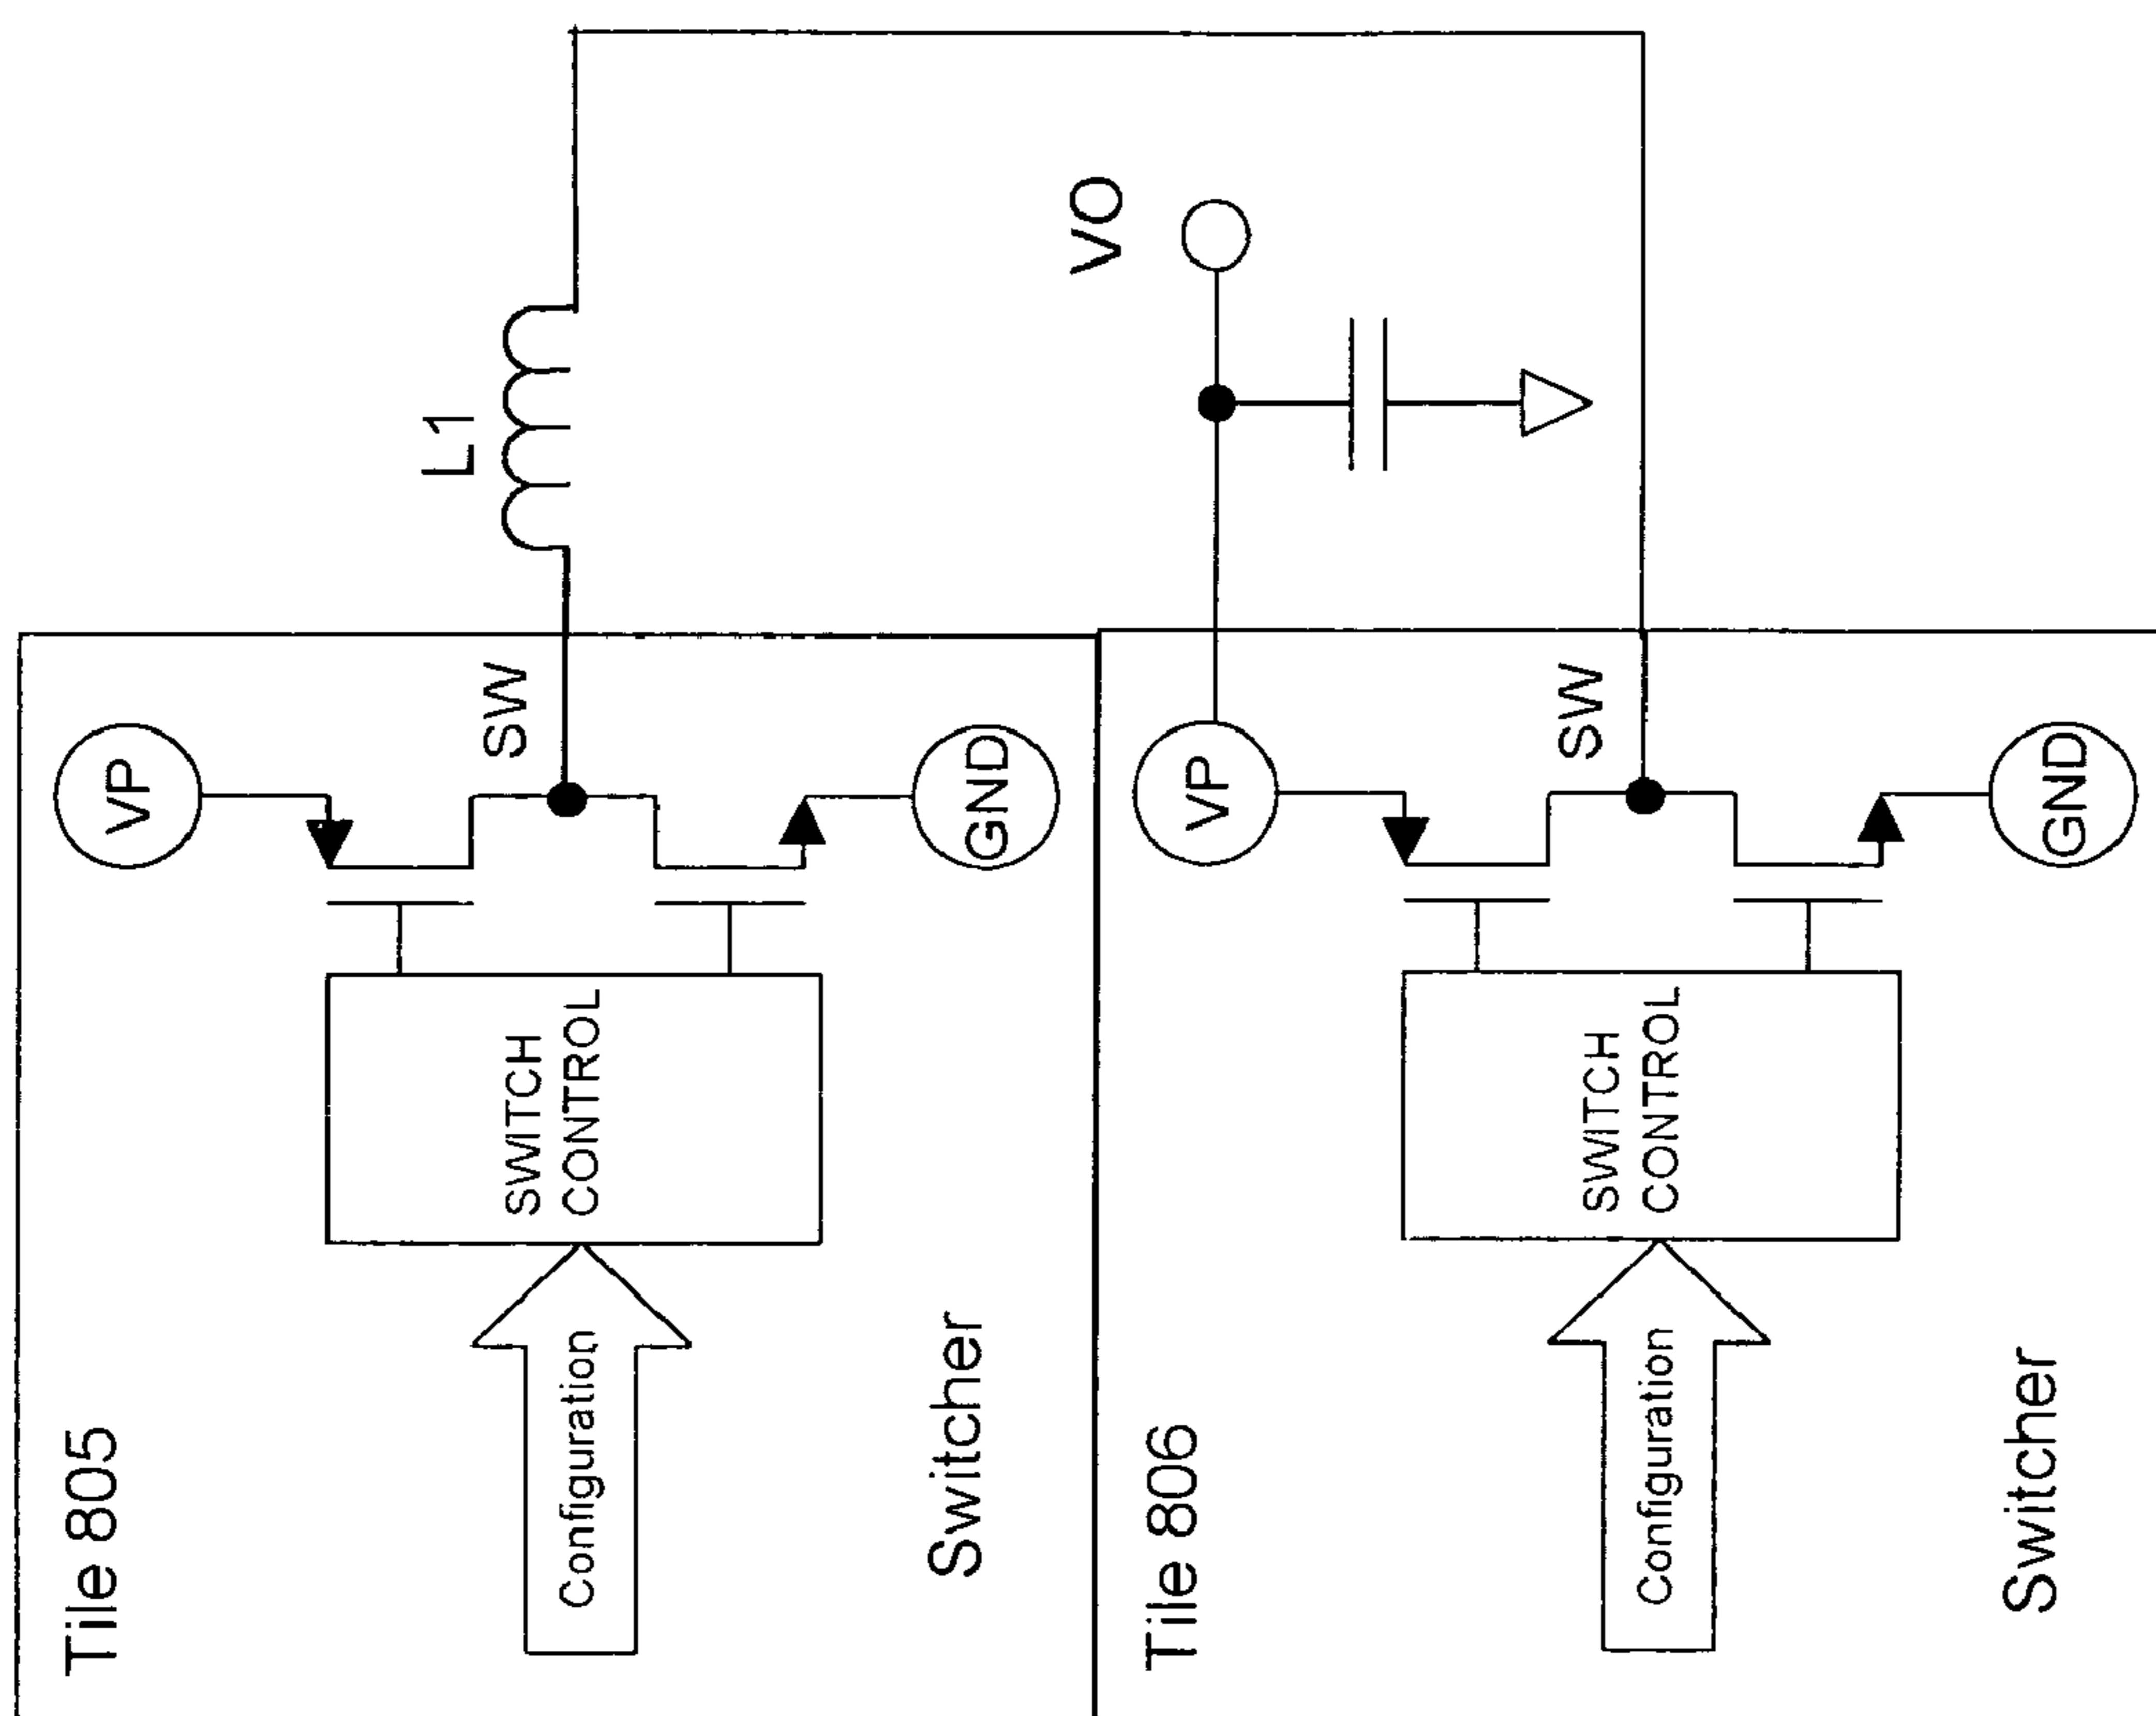 Tile 805
VP
SWITCH
CONTROL
Configuration
SW
L1
GND
Switcher
Tile 806
VP
VO
SWITCH
CONTROL
Configuration
SW
GND
Switcher